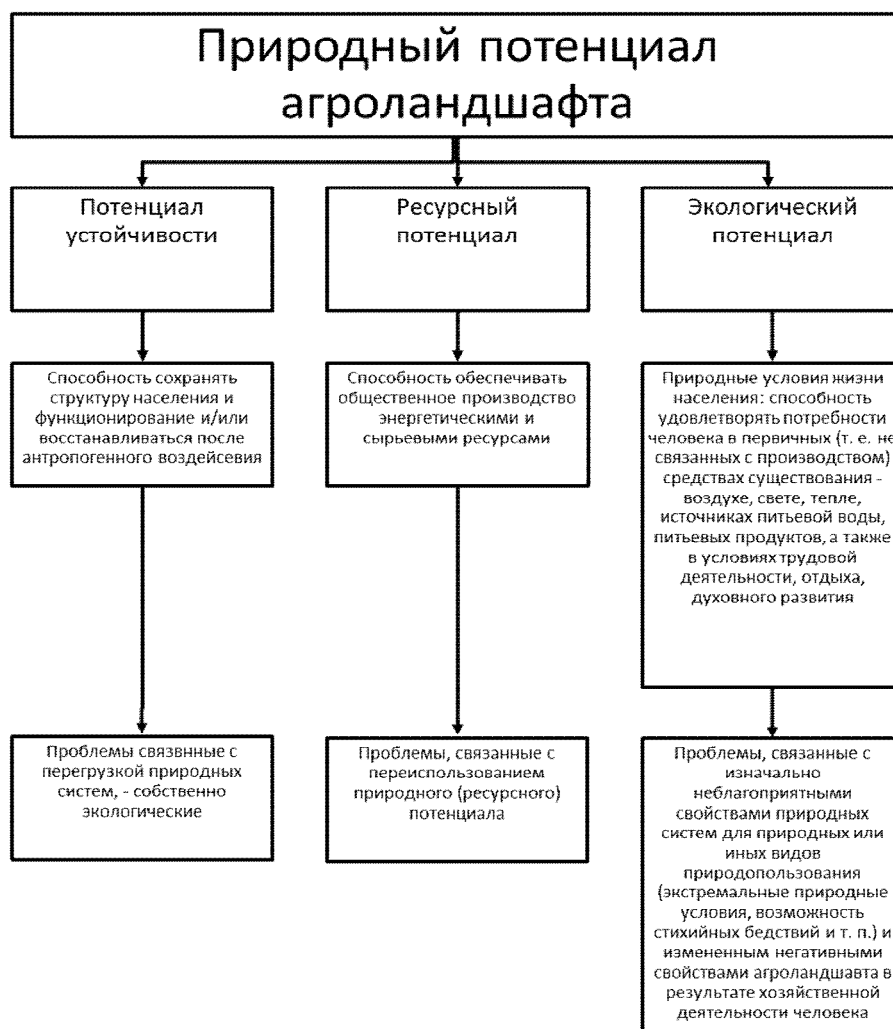 Природный потенциал
агроландшафта
Потенциал
устойчивости
Ресурсный
потенциал
Экологический
потенциал
Способность сохранять
структуру населения и
функционирование и/или
восстанавливаться после
антропогенного воздейсевия
Способность обеспечивать
общественное производство
энергетическими и
сырьевыми ресурсами
Природные условия жизни
населения: способность
удовлетворять потребности
человека в первичных (т. е. не
связанных с производством)
средствах существования -
воздухе, свете, тепле,
источниках питьевой воды,
питьевых продуктов, а также
в условиях трудовой
деятельности, отдыха,
духовного развития
Проблемы связвнные с
перегрузкой природных
систем, - собственно
экологические
Проблемы, связанные с
переиспользованием
природного (ресурсного)
потенциала
Проблемы, связанные с
изначально
неблагоприятными
свойствами природных
систем для природных или
иных видов
природопользования
(экстремальные природные
условия, возможность
стихийных бедствий и т. п.) и
измененным негативными
свойствами агроландшавта в
результате хозяйственной
деятельности человека